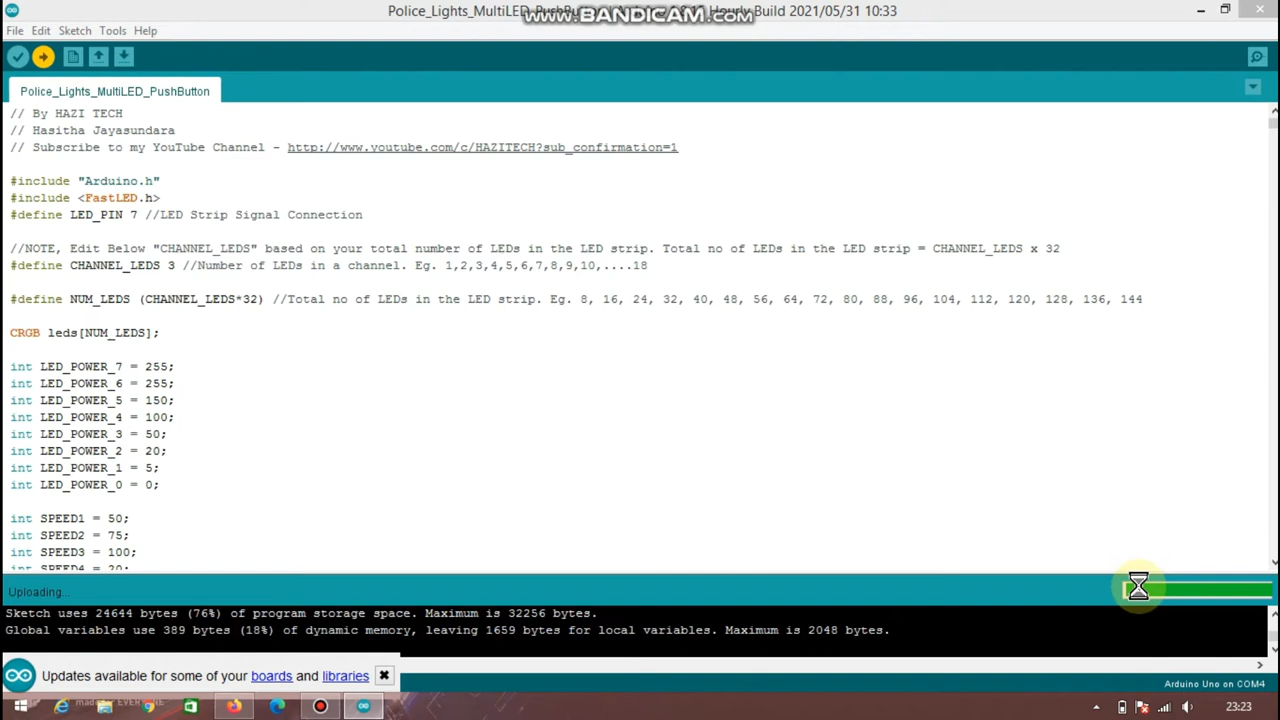 Police_Lights_MultiLED_PushBu
Hourly Build 2021/05/31 10:33
www.BANDICAM.com
File Edit Sketch Tools Help
Police_Lights_MultiLED_PushButton
// By HAZI TECH
// Hasitha Jayasundara
// Subscribe to my YouTube Channel - http://www.youtube.com/c/HAZITECH?sub_confirmation=1
#include "Arduino.h"
#include <FastLED.h>
#define LED_PIN 7 //LED Strip Signal Connection
//NOTE, Edit Below "CHANNEL_LEDS" based on your total number of LEDs in the LED strip. Total no of LEDs in the LED strip = CHANNEL_LEDS x 32
#define CHANNEL_LEDS 3 //Number of LEDs in a channel. Eg. 1,2,3,4,5,6,7,8,9,10,....18
#define NUM_LEDS (CHANNEL_LEDS*32) //Total no of LEDs in the LED strip. Eg. 8, 16, 24, 32, 40, 48, 56, 64, 72, 80, 88, 96, 104, 112, 120, 128, 136, 144
CRGB leds[NUM_LEDS];
int LED_POWER_7 = 255;
int LED_POWER_6 = 255;
int LED_POWER_5 = 150;
int LED_POWER_4 = 100;
int LED_POWER_3 = 50;
int LED_POWER_2 = 20;
int LED_POWER_1 = 5;
int LED_POWER_0 = 0;
int SPEED1 = 50;
int SPEED2 = 75;
int SPEED3 = 100;
int SPEED4 = 20;
Uploading...
Sketch uses 24644 bytes (76%) of program storage space. Maximum is 32256 bytes.
Global variables use 389 bytes (18%) of dynamic memory, leaving 1659 bytes for local variables. Maximum is 2048 bytes.
Updates available for some of your boards and libraries
Arduino Uno on COM4
23:23